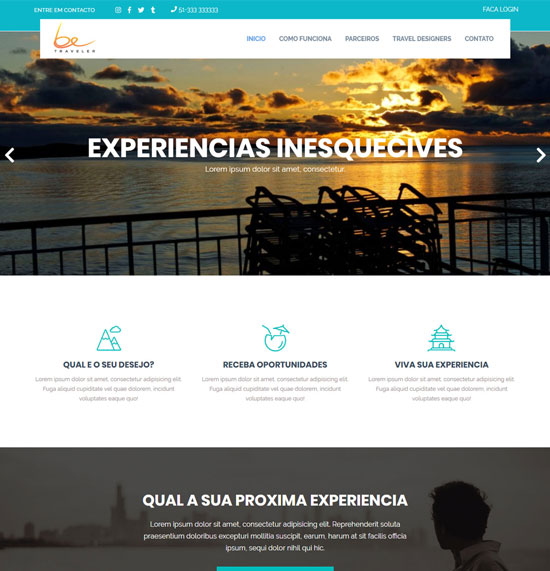 ENTRE EM CONTACTO
51-333 333333
FACA LOGIN
be
TRAVELER
INICIO
COMO FUNCIONA
PARCEIROS
TRAVEL DESIGNERS
CONTATO
EXPERIENCIAS INESQUECIVES
Lorem ipsum dolor sit amet, consectetur.
QUAL E O SEU DESEJO?
Lorem ipsum dolor sit amet, consectetur adipisicing elit.
Fuga aliquid cupiditate vel quae dolorem, incidunt
voluptates eaque quo!
RECEBA OPORTUNIDADES
Lorem ipsum dolor sit amet, consectetur adipisicing elit.
Fuga aliquid cupiditate vel quae dolorem, incidunt
voluptates eaque quo!
VIVA SUA EXPERIENCIA
Lorem ipsum dolor sit amet, consectetur adipisicing elit.
Fuga aliquid cupiditate vel quae dolorem, incidunt
voluptates eaque quo!
QUAL A SUA PROXIMA EXPERIENCIA
Lorem ipsum dolor sit amet, consectetur adipisicing elit. Reprehenderit soluta
praesentium doloribus excepturi mollitia suscipit, earum, harum at sit facilis officia
ipsum, sequi dolor nihil qui hic.